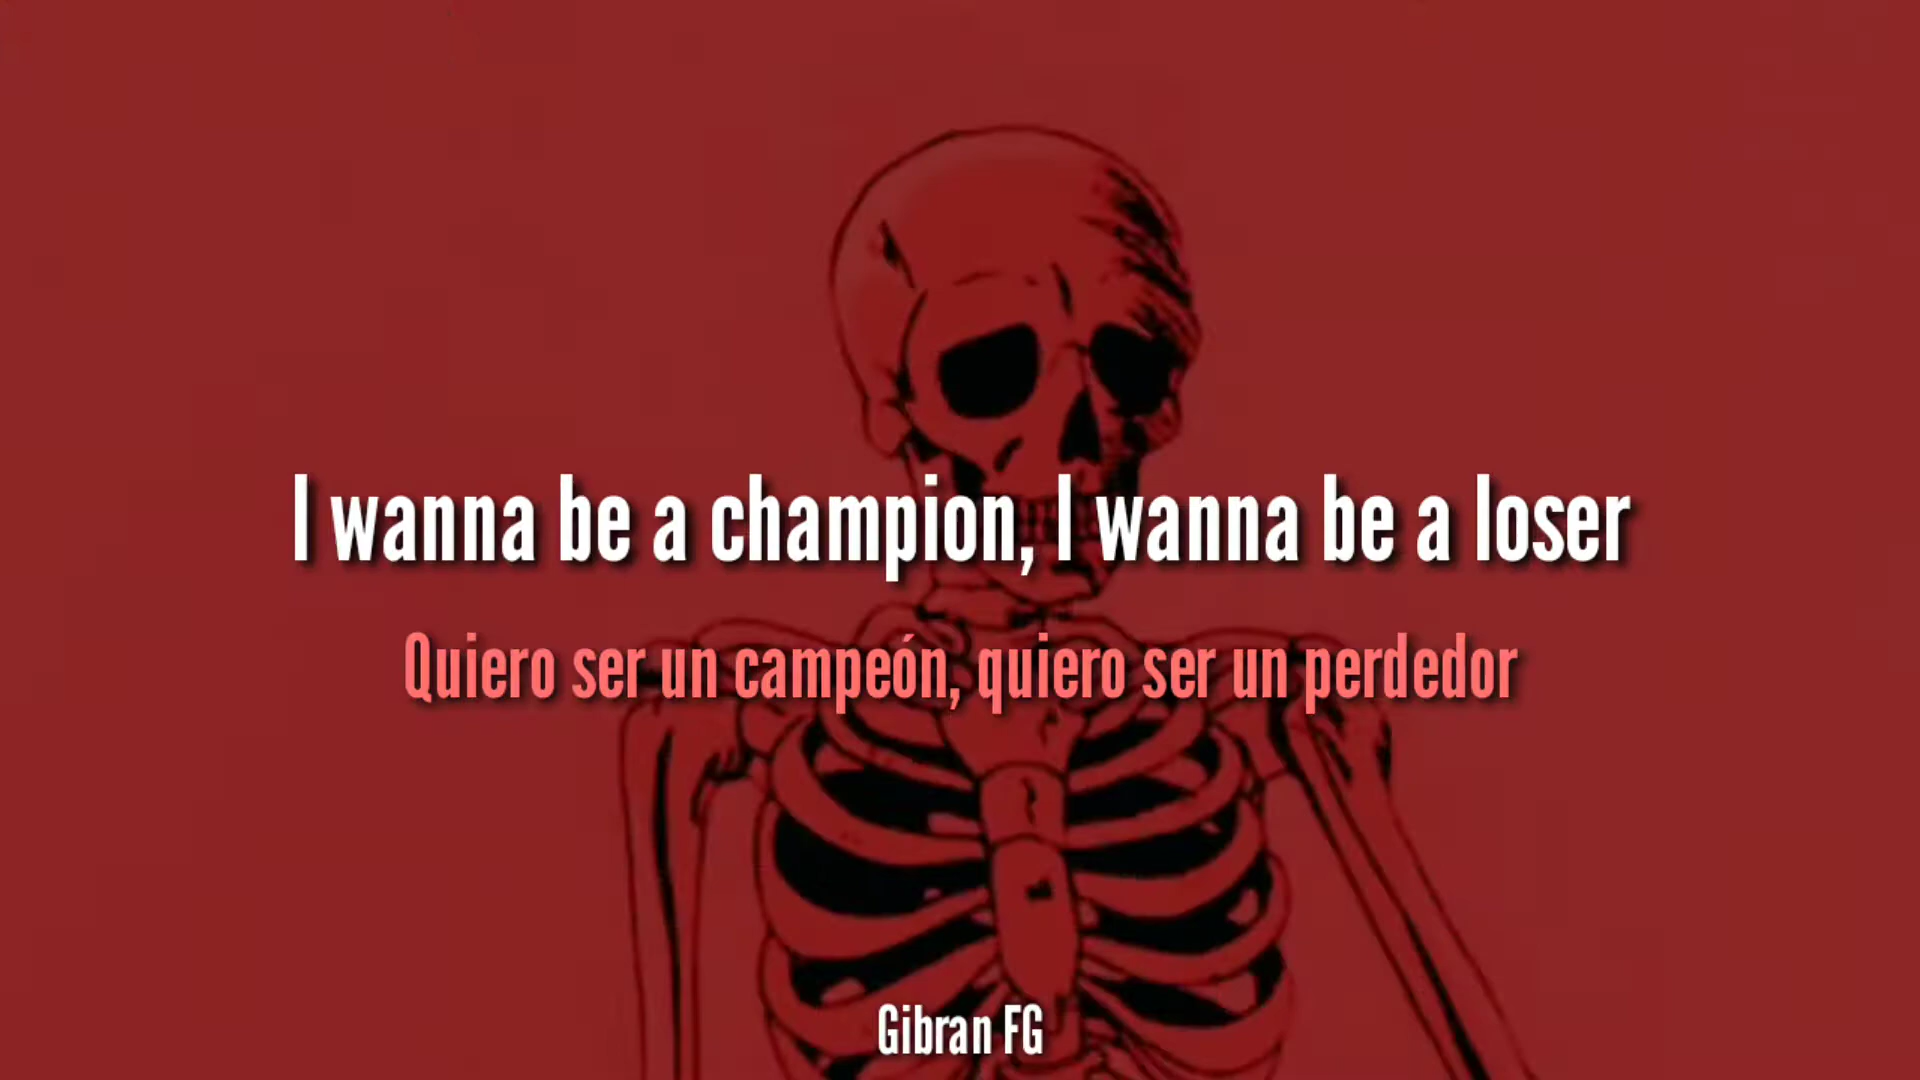 I wanna be a champion, I wanna be a loser
Quiero ser un campeón, quiero ser un perdedor
Gibran FG